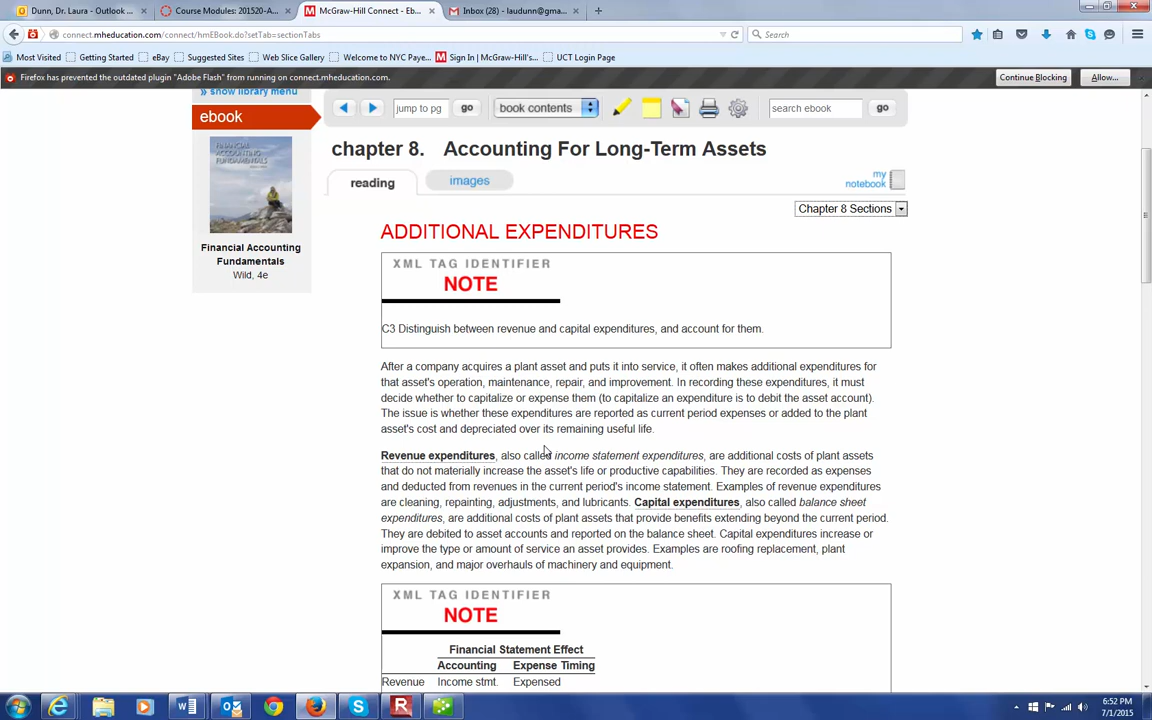 Dunn, Dr. Laura - Outlook ... × Course Modules: 201520-A... × McGraw-Hill Connect - Eb... × Inbox (28) - laudunn@gma... × +
connect.mheducation.com/connect/hmEBook.do?setTab=sectionTabs
Search
Most Visited Getting Started eBay Suggested Sites Web Slice Gallery Welcome to NYC Paye... Sign In | McGraw-Hill's... UCT Login Page
Firefox has prevented the outdated plugin "Adobe Flash" from running on connect.mheducation.com. Continue Blocking Allow...
» show library menu
jump to pg go book contents search ebook go
ebook
FINANCIAL
ACCOUNTING
FUNDAMENTALS
Financial Accounting
Fundamentals
Wild, 4e
chapter 8. Accounting For Long-Term Assets
reading images
my
notebook
Chapter 8 Sections
ADDITIONAL EXPENDITURES
XML TAG IDENTIFIER
NOTE
C3 Distinguish between revenue and capital expenditures, and account for them.
After a company acquires a plant asset and puts it into service, it often makes additional expenditures for
that asset's operation, maintenance, repair, and improvement. In recording these expenditures, it must
decide whether to capitalize or expense them (to capitalize an expenditure is to debit the asset account).
The issue is whether these expenditures are reported as current period expenses or added to the plant
asset's cost and depreciated over its remaining useful life.
Revenue expenditures, also called income statement expenditures, are additional costs of plant assets
that do not materially increase the asset's life or productive capabilities. They are recorded as expenses
and deducted from revenues in the current period's income statement. Examples of revenue expenditures
are cleaning, repainting, adjustments, and lubricants. Capital expenditures, also called balance sheet
expenditures, are additional costs of plant assets that provide benefits extending beyond the current period.
They are debited to asset accounts and reported on the balance sheet. Capital expenditures increase or
improve the type or amount of service an asset provides. Examples are roofing replacement, plant
expansion, and major overhauls of machinery and equipment.
XML TAG IDENTIFIER
NOTE
Financial Statement Effect
Accounting Expense Timing
Revenue Income stmt. Expensed
6:52 PM
7/1/2015